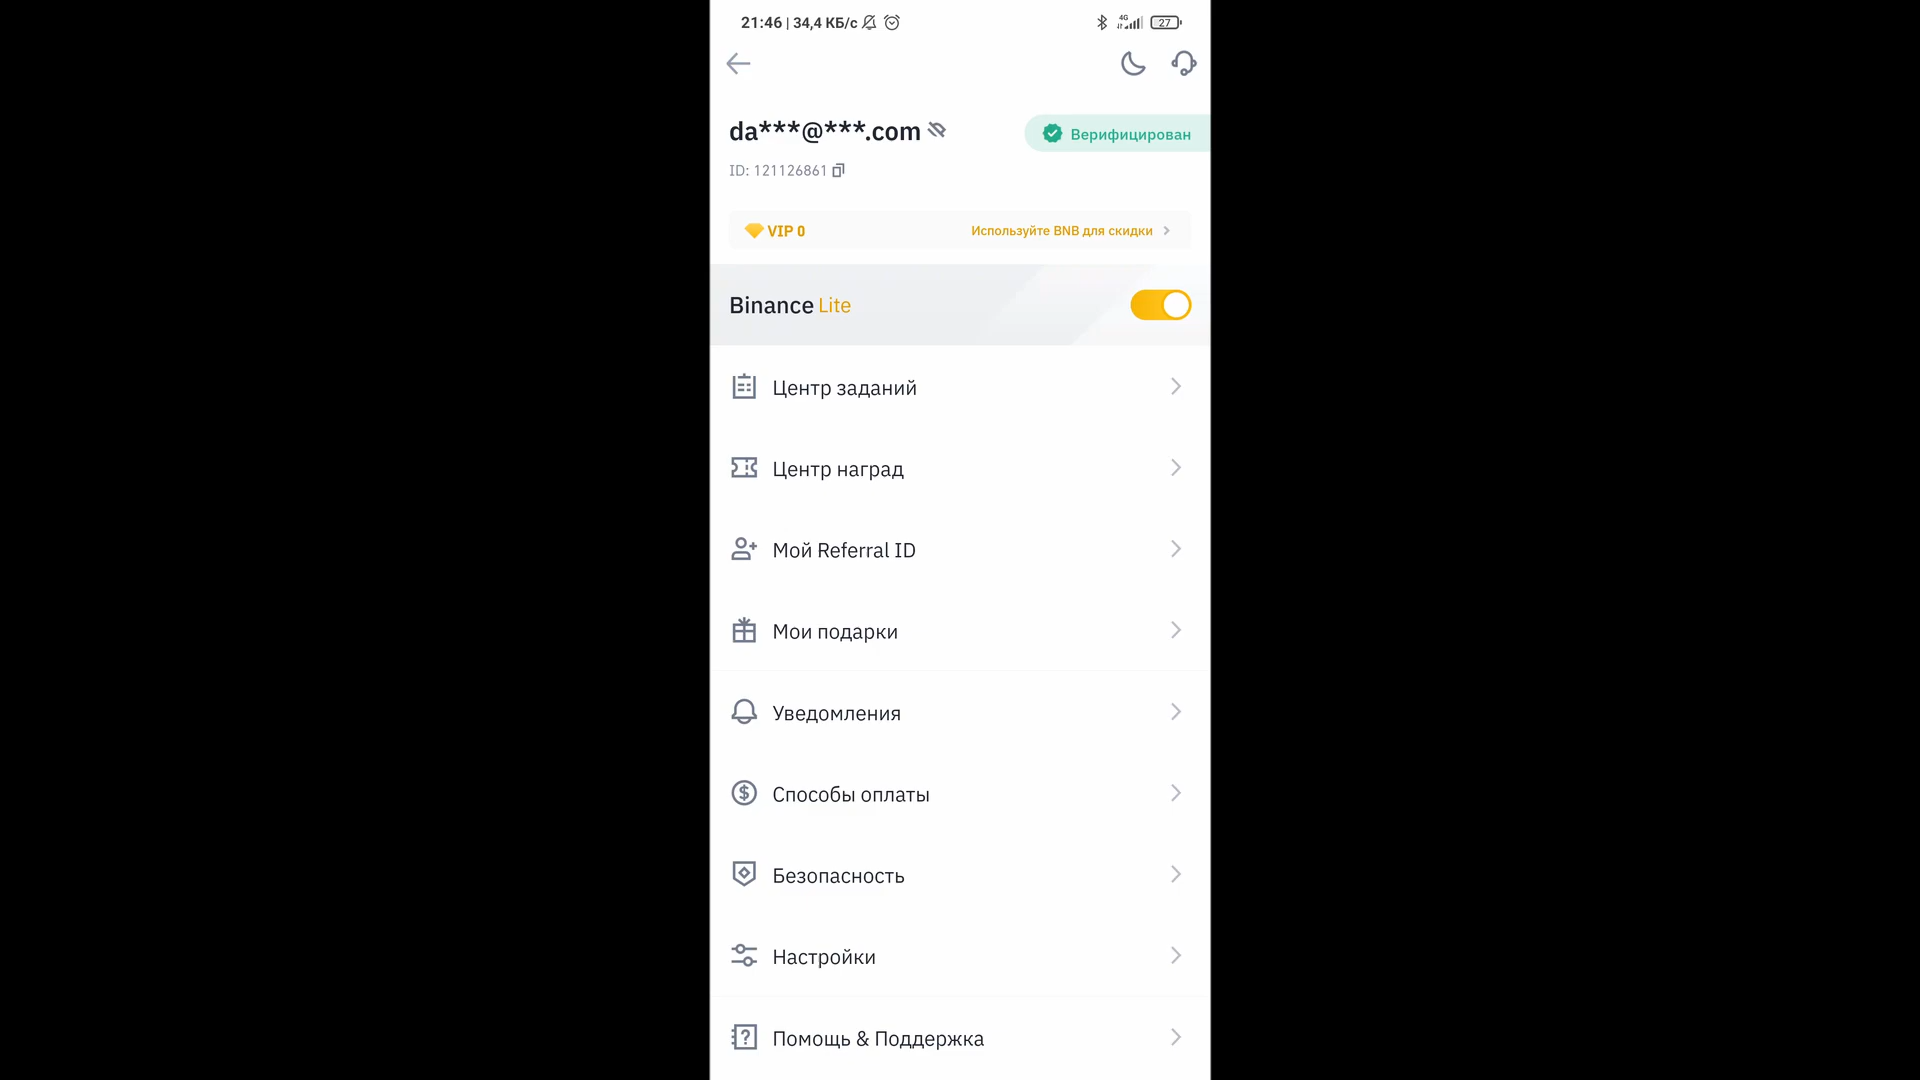 21:46 | 34,4 КБ/с 4G 27
da***@***.com
Верифицирован
ID: 121126861
VIP 0 Используйте BNB для скидки
Binance Lite
Центр заданий
Центр наград
Мой Referral ID
Мои подарки
Уведомления
Способы оплаты
Безопасность
Настройки
Помощь & Поддержка